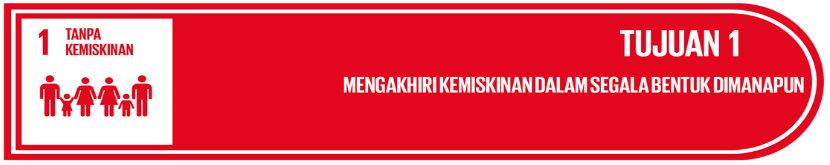 1 TANPA
KEMISKINAN
TUJUAN 1
MENGAKHIRI KEMISKINAN DALAM SEGALA BENTUK DIMANAPUN